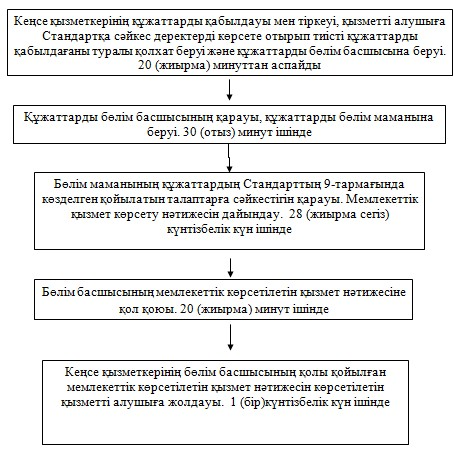 Кеңсе қызметкерінің құжаттарды қабылдауы мен тіркеуі, қызметті алушыға
Стандартқа сәйкес деректерді көрсете отырып тиісті құжаттарды
қабылдағаны туралы қолхат беруі және құжаттарды бөлім басшысына беруі.
20 (жиырма) минуттан аспайды
Құжаттарды бөлім басшысының қарауы, құжаттарды бөлім маманына
беруі. 30 (отыз) минут ішінде
Бөлім маманының құжаттардың Стандарттың 9-тармағында
көзделген қойылатын талаптарға сәйкестігін қарауы. Мемлекеттік
қызмет көрсету нәтижесін дайындау. 28 (жиырма сегіз)
күнтізбелік күн ішінде
Бөлім басшысының мемлекеттік көрсетілетін қызмет нәтижесіне
қол қоюы. 20 (жиырма) минут ішінде
Кеңсе қызметкерінің бөлім басшысының қолы қойылған
мемлекеттік көрсетілетін қызмет нәтижесін көрсетілетін
қызметті алушыға жолдауы. 1 (бір)күнтізбелік күн ішінде